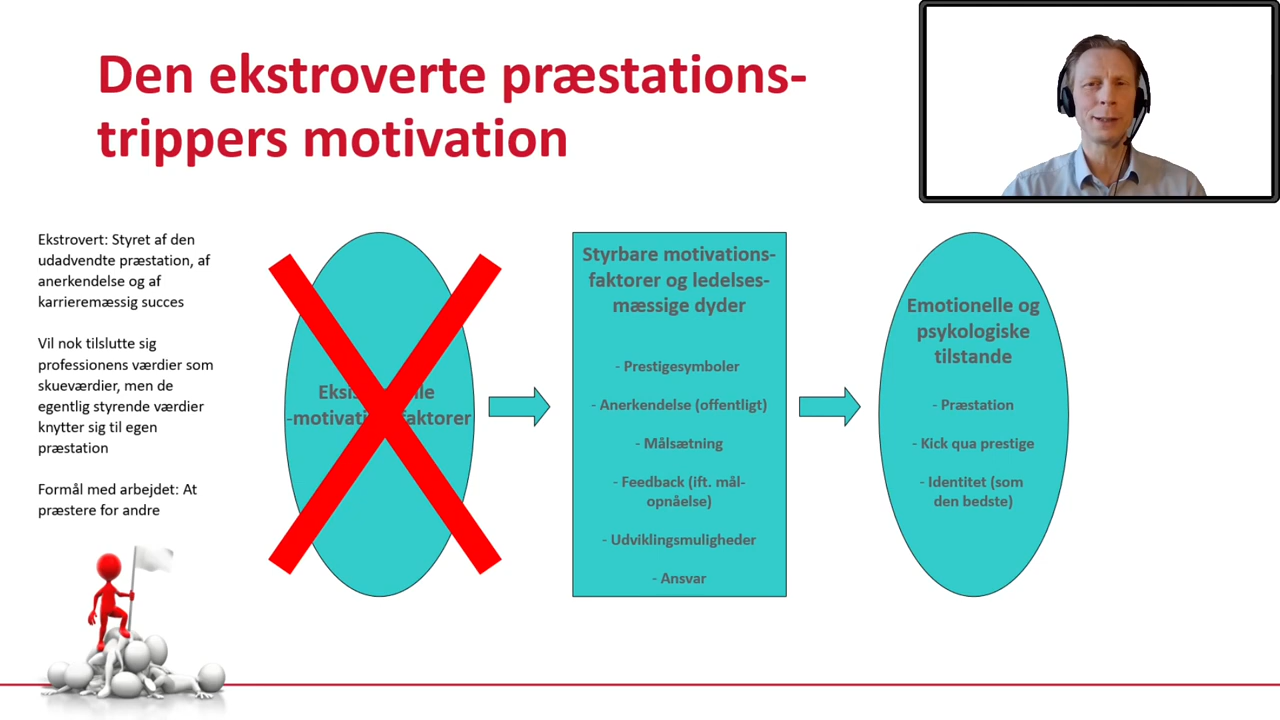 Den ekstroverte præstations-
trippers motivation
Ekstrovert: Styret af den
udadvendte præstation, af
anerkendelse og af
karrieremæssig succes
Vil nok tilslutte sig
professionens værdier som
skueværdier, men de
egentlig styrende værdier
knytter sig til egen
præstation
Formål med arbejdet: At
præstere for andre
-motivati faktorer
Styrbare motivations-
faktorer og ledelses-
mæssige dyder
- Prestigesymboler
- Anerkendelse (offentligt)
- Målsætning
- Feedback (ift. mål-
opnåelse)
- Udviklingsmuligheder
- Ansvar
Emotionelle og
psykologiske
tilstande
- Præstation
- Kick qua prestige
- Identitet (som
den bedste)